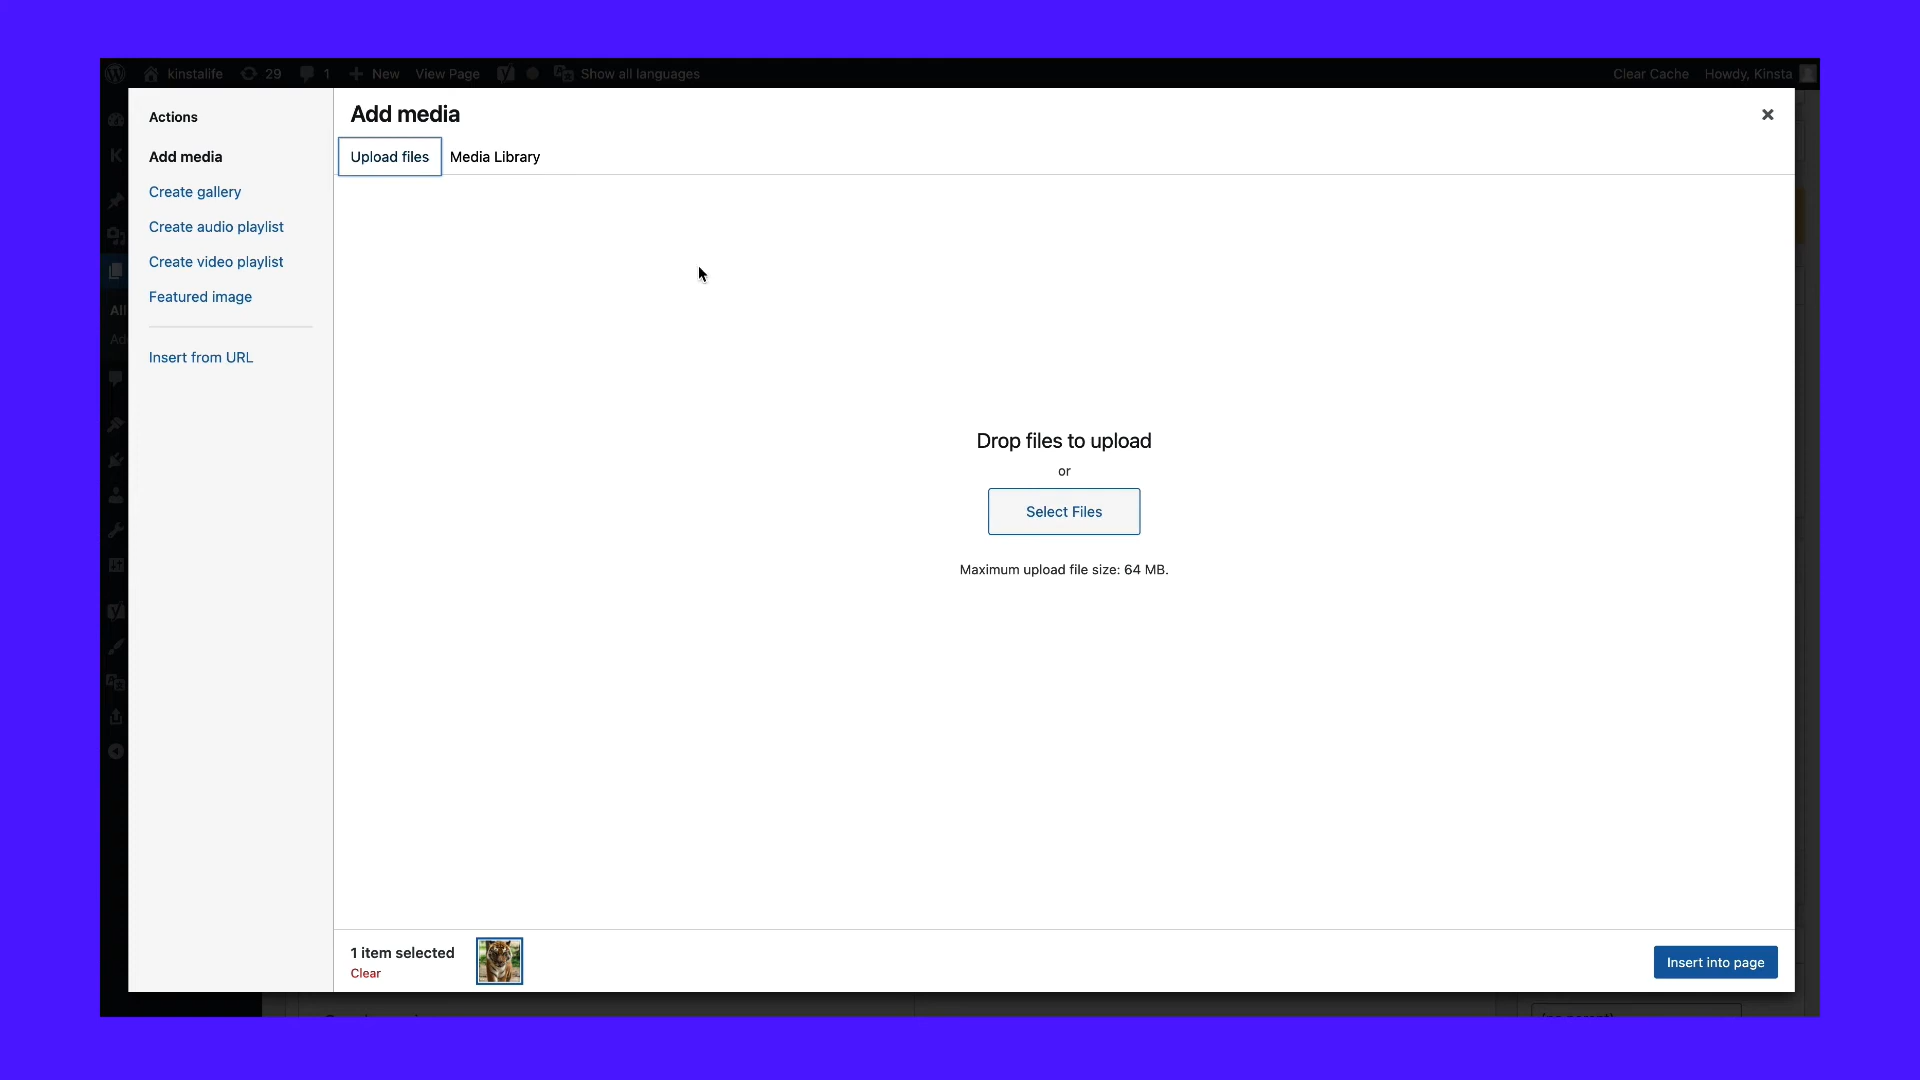 kinstalife 29 1 New View Page Show all languages Clear Cache Howdy, Kinsta
Actions
Add media
Create gallery
Create audio playlist
Create video playlist
Featured image
Insert from URL
Add media
Upload files Media Library
Drop files to upload
or
Select Files
Maximum upload file size: 64 MB.
1 item selected
Clear
Insert into page
All